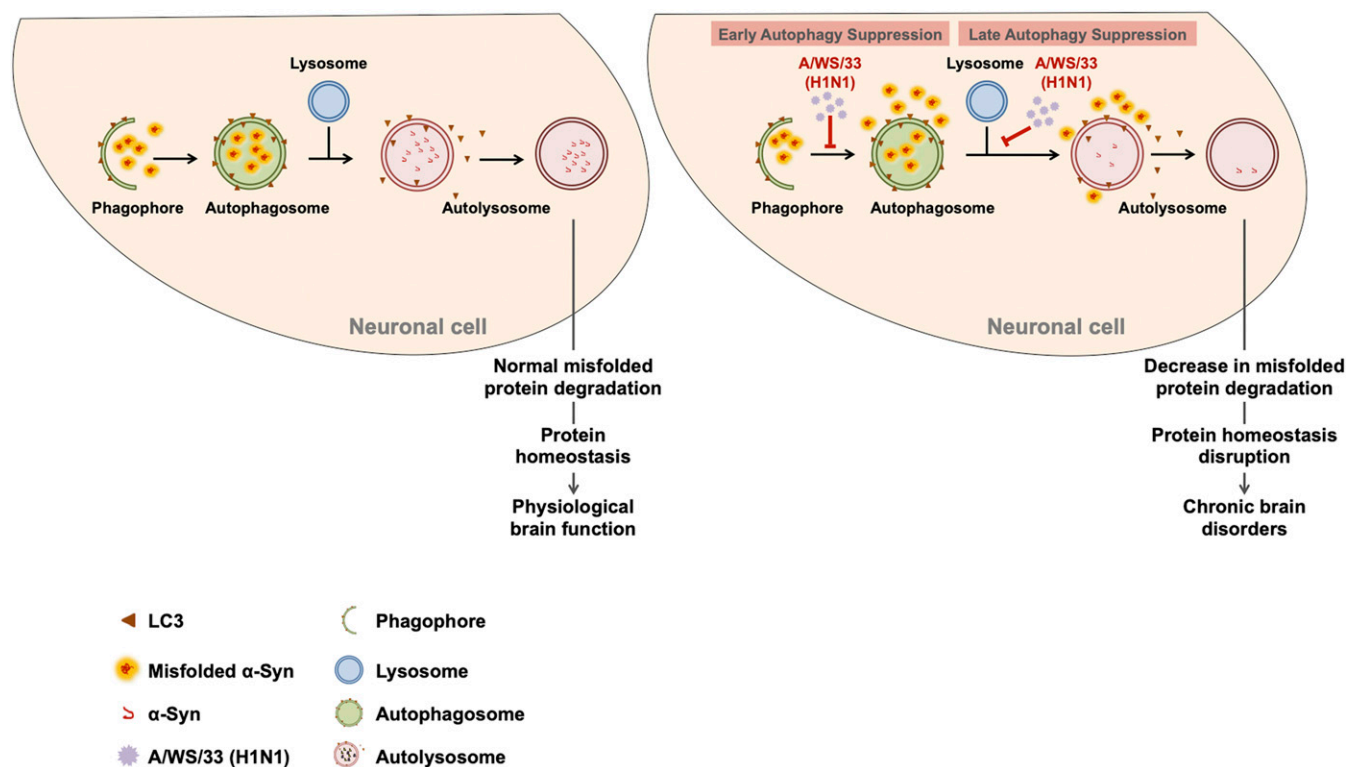 Lysosome
Phagophore
Autophagosome
Autolysosome
Neuronal cell
Normal misfolded
protein degradation
Protein
homeostasis
Physiological
brain function
Early Autophagy Suppression
Late Autophagy Suppression
A/WS/33
(H1N1)
Lysosome
A/WS/33
(H1N1)
Phagophore
Autophagosome
Autolysosome
Neuronal cell
Decrease in misfolded
protein degradation
Protein homeostasis
disruption
Chronic brain
disorders
LC3
Phagophore
Misfolded α-Syn
Lysosome
α-Syn
Autophagosome
A/WS/33 (H1N1)
Autolysosome